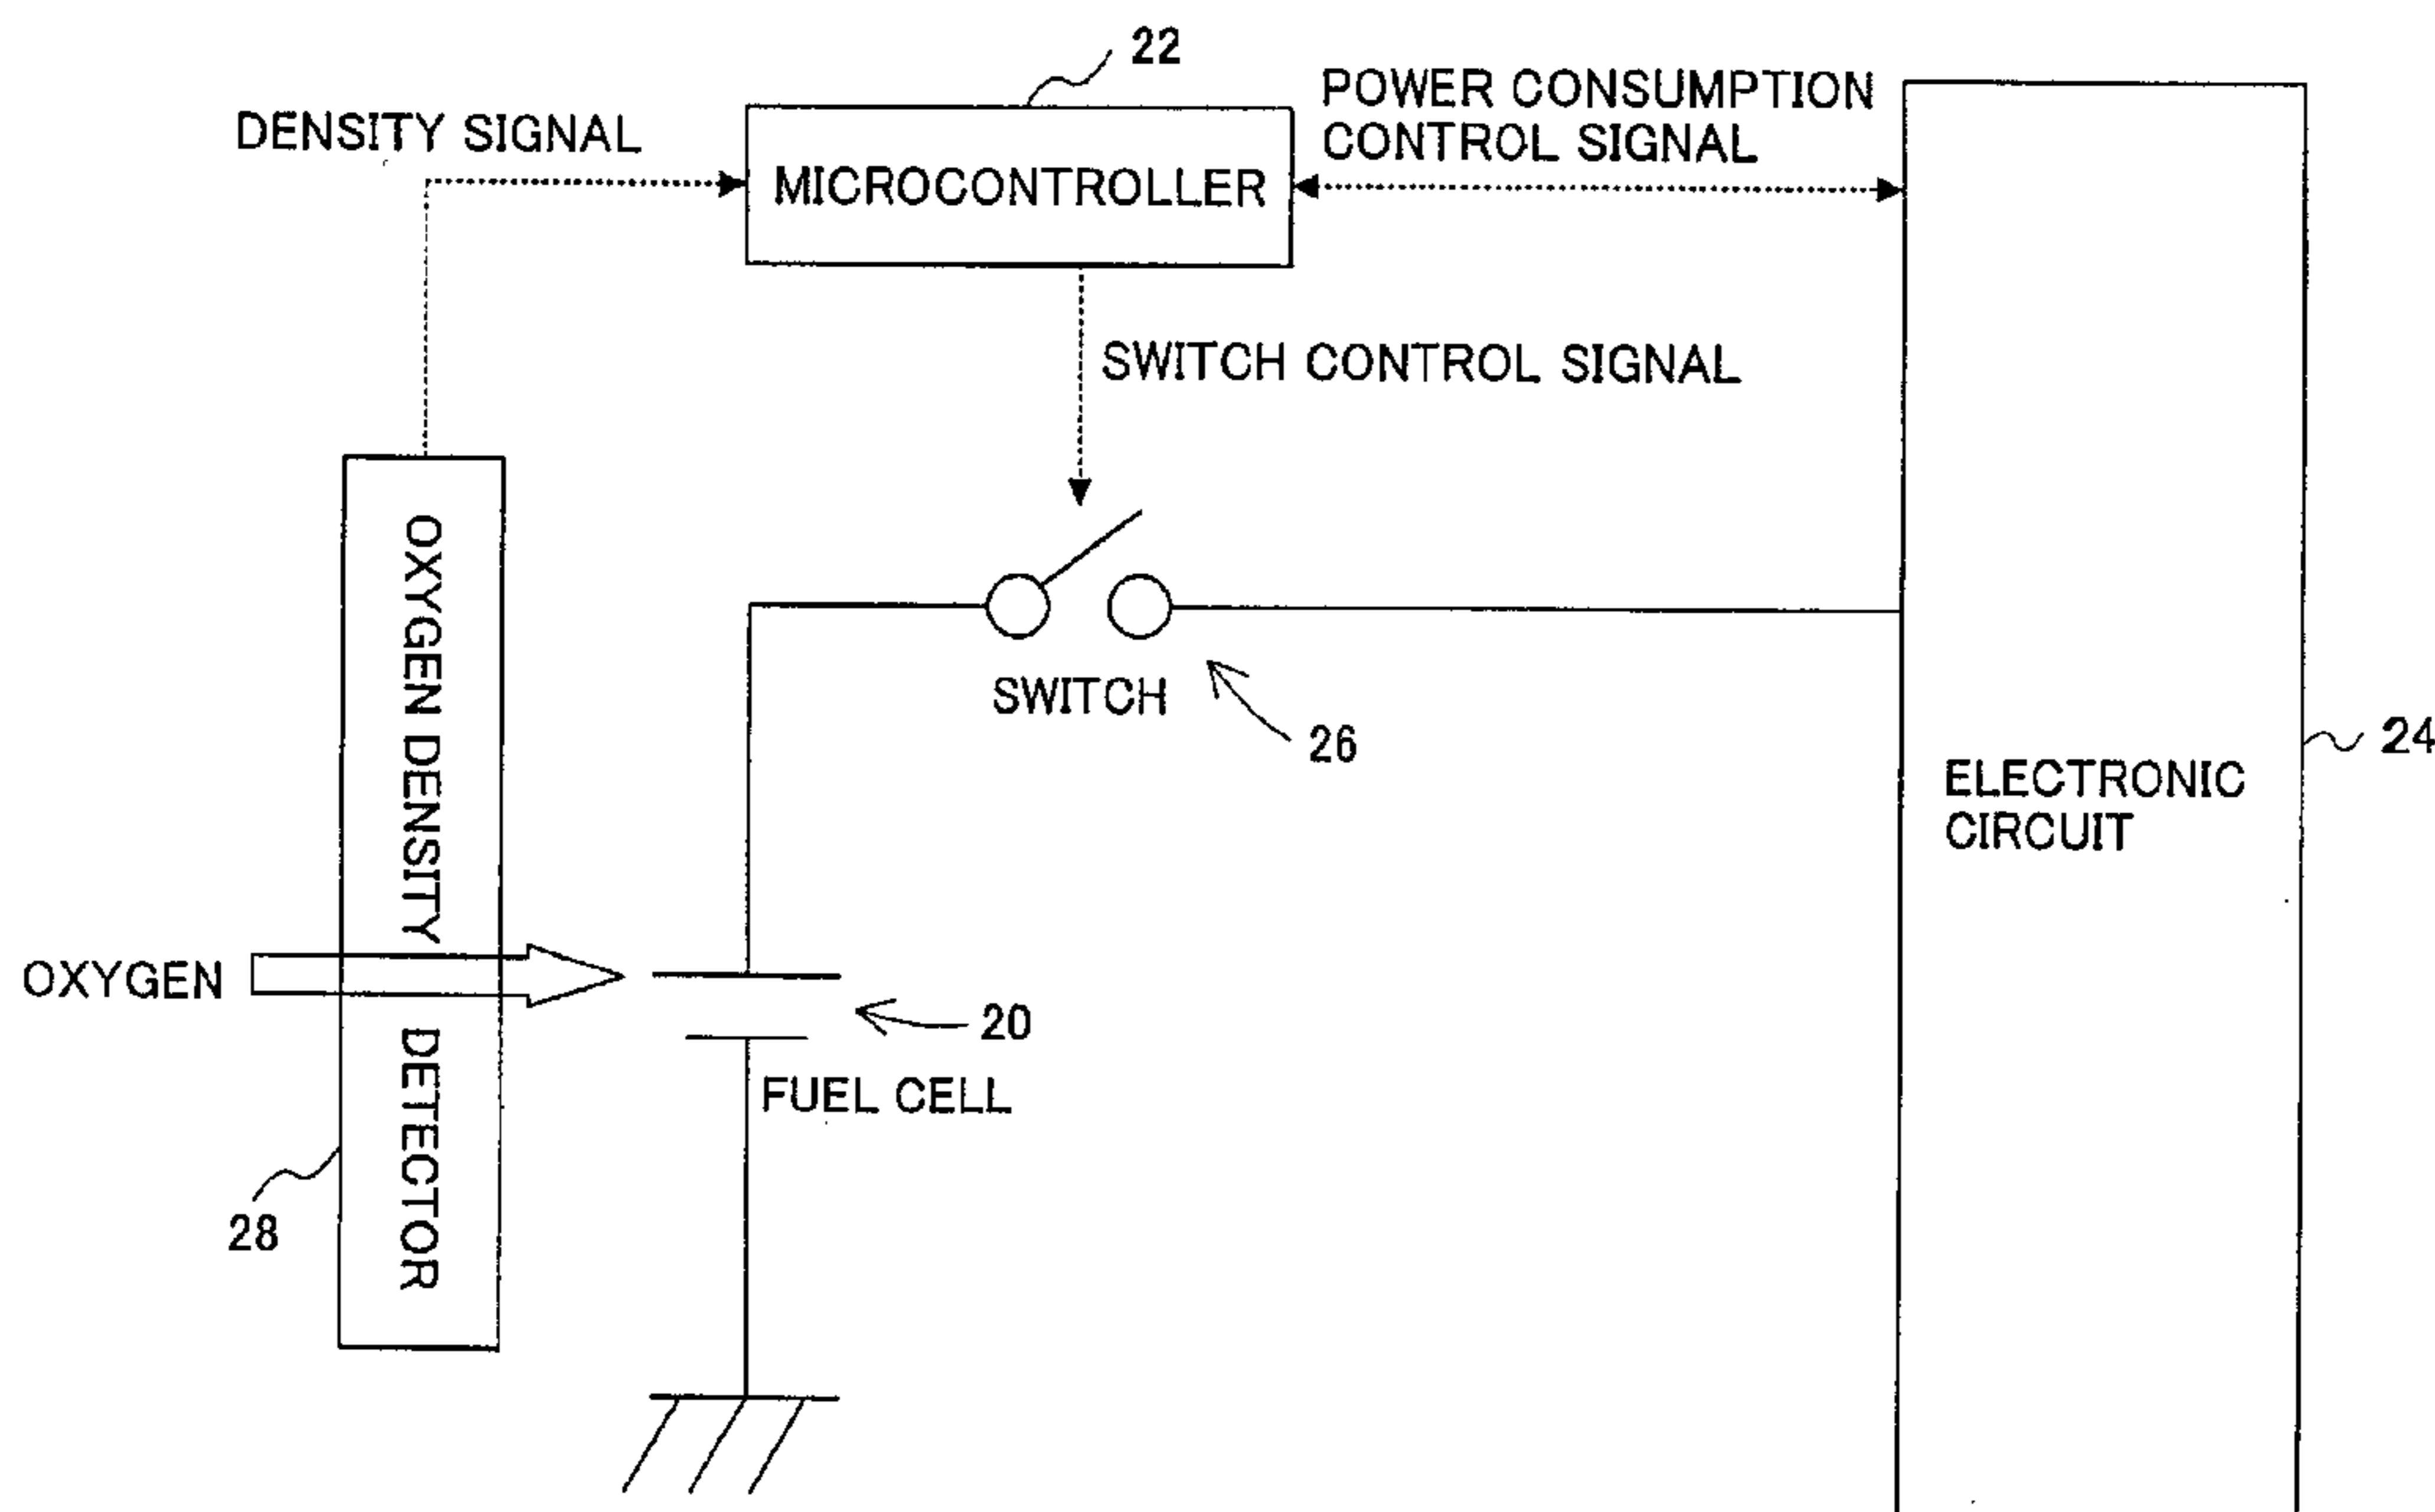 22
POWER CONSUMPTION
CONTROL SIGNAL
DENSITY SIGNAL
MICROCONTROLLER
SWITCH CONTROL SIGNAL
OXYGEN DENSITY DETECTOR
SWITCH
26
24
ELECTRONIC
CIRCUIT
OXYGEN
20
FUEL CELL
28